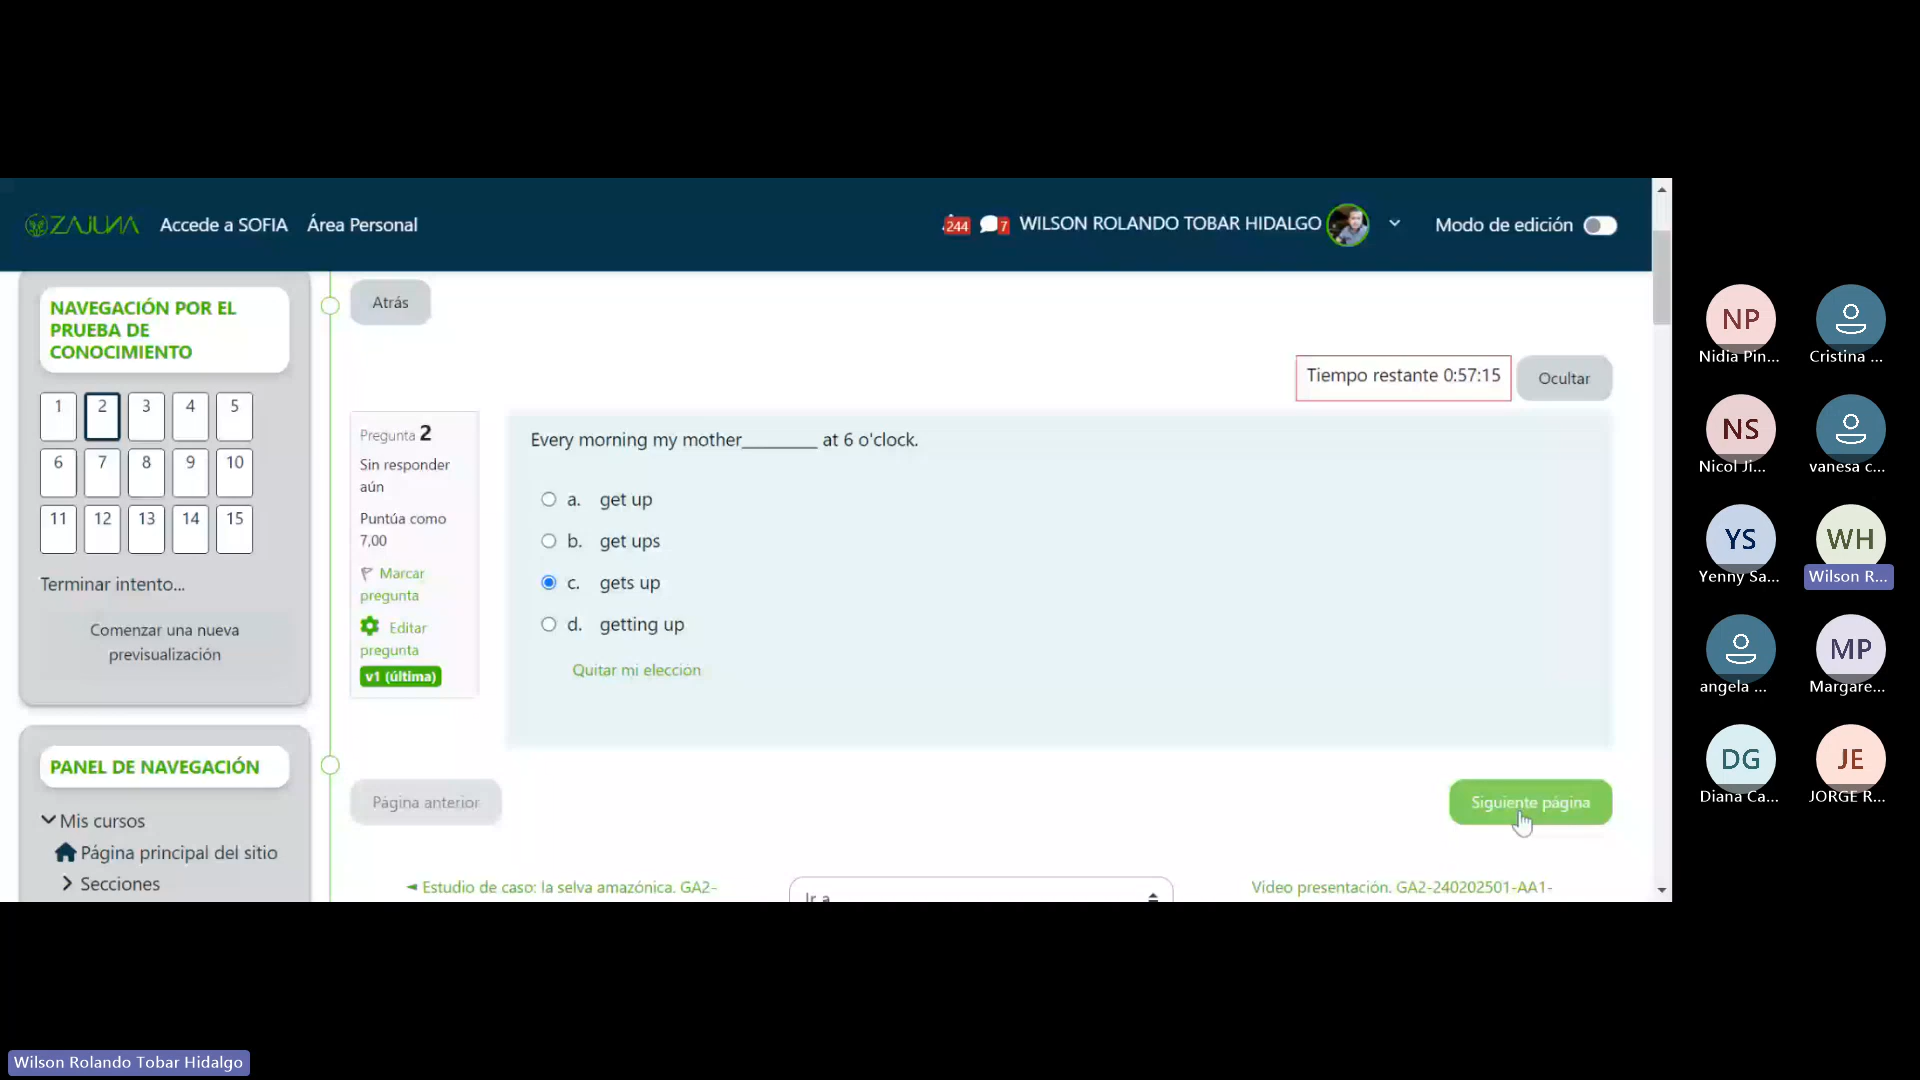 ZAJUNA Accede a SOFIA Área Personal
244 7 WILSON ROLANDO TOBAR HIDALGO Modo de edición
NAVEGACIÓN POR EL
PRUEBA DE
CONOCIMIENTO
1 2 3 4 5
6 7 8 9 10
11 12 13 14 15
Terminar intento...
Comenzar una nueva
previsualización
PANEL DE NAVEGACIÓN
Mis cursos
Página principal del sitio
Secciones
Atrás
Tiempo restante 0:57:15
Ocultar
Pregunta 2
Sin responder
aún
Puntúa como
7,00
Marcar
pregunta
Editar
pregunta
v1 (última)
Every morning my mother________ at 6 o'clock.
a. get up
b. get ups
c. gets up
d. getting up
Quitar mi elección
Página anterior
Siguiente página
◄ Estudio de caso: la selva amazónica. GA2-
Ir a
Video presentación. GA2-240202501-AA1-
NP
Nidia Pin...
Cristina ...
NS
Nicol Ji...
vanesa c...
YS
Yenny Sa...
WH
Wilson R...
angela ...
MP
Margare...
DG
Diana Ca...
JE
JORGE R...
Wilson Rolando Tobar Hidalgo